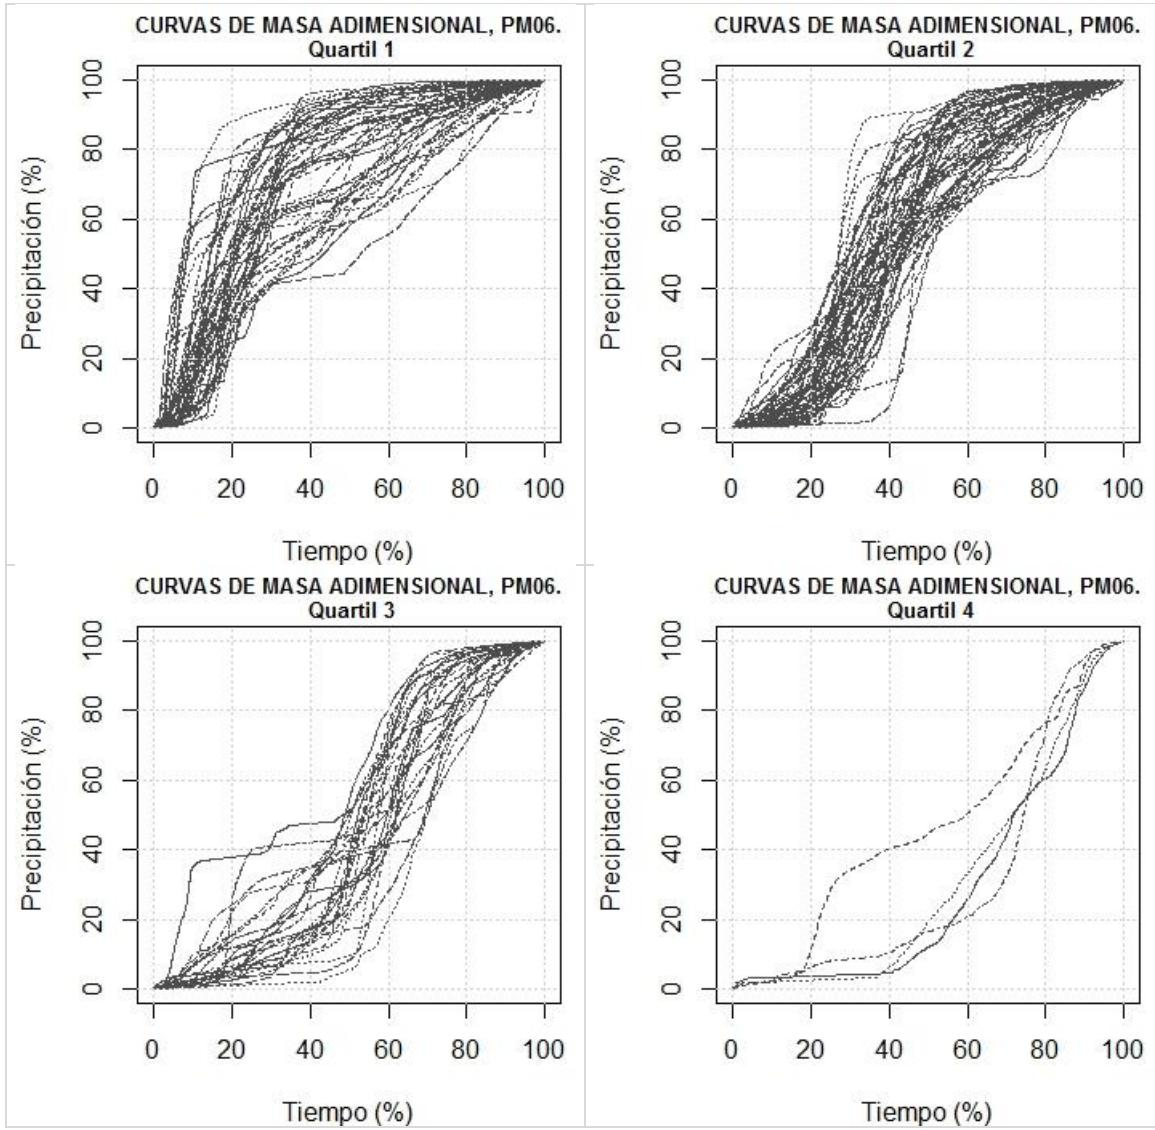 CURVAS DE MASA ADIMENSIONAL, PM06.
Quartil 1
Precipitación (%)
100
80
60
40
20
0
0 20 40 60 80 100
Tiempo (%)
CURVAS DE MASA ADIMENSIONAL, PM06.
Quartil 2
Precipitación (%)
100
80
60
40
20
0
0 20 40 60 80 100
Tiempo (%)
CURVAS DE MASA ADIMENSIONAL, PM06.
Quartil 3
Precipitación (%)
100
80
60
40
20
0
0 20 40 60 80 100
Tiempo (%)
CURVAS DE MASA ADIMENSIONAL, PM06.
Quartil 4
Precipitación (%)
100
80
60
40
20
0
0 20 40 60 80 100
Tiempo (%)